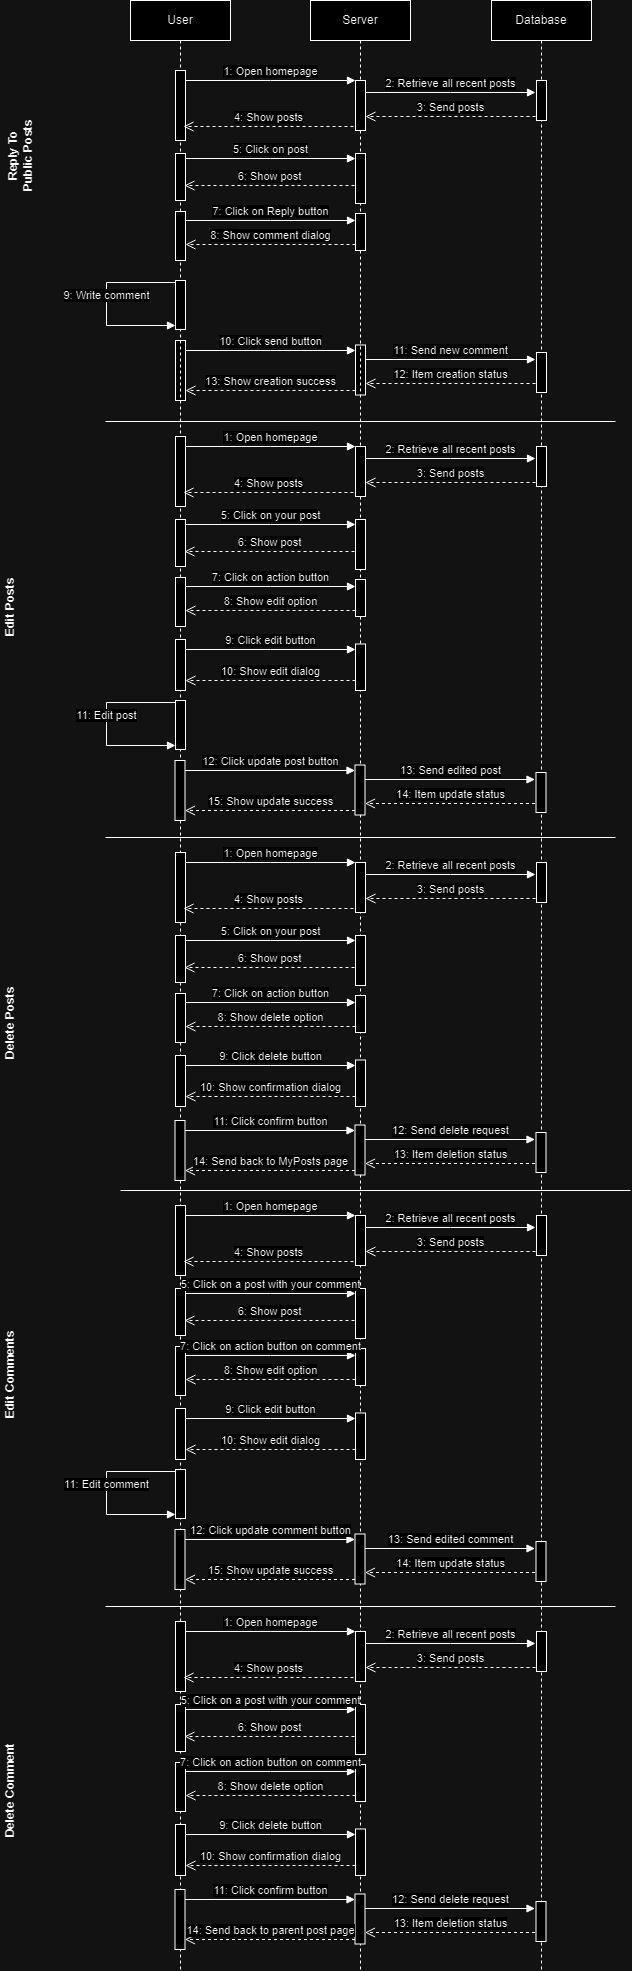 User
Server
Database
Reply To
Public Posts
1: Open homepage
2: Retrieve all recent posts
3: Send posts
4: Show posts
5: Click on post
6: Show post
7: Click on Reply button
8: Show comment dialog
9: Write comment
10: Click send button
11: Send new comment
12: Item creation status
13: Show creation success
Edit Posts
1: Open homepage
2: Retrieve all recent posts
3: Send posts
4: Show posts
5: Click on your post
6: Show post
7: Click on action button
8: Show edit option
9: Click edit button
10: Show edit dialog
11: Edit post
12: Click update post button
13: Send edited post
14: Item update status
15: Show update success
Delete Posts
1: Open homepage
2: Retrieve all recent posts
3: Send posts
4: Show posts
5: Click on your post
6: Show post
7: Click on action button
8: Show delete option
9: Click delete button
10: Show confirmation dialog
11: Click confirm button
12: Send delete request
13: Item deletion status
14: Send back to MyPosts page
Edit Comments
1: Open homepage
2: Retrieve all recent posts
3: Send posts
4: Show posts
5: Click on a post with your comment
6: Show post
7: Click on action button on comment
8: Show edit option
9: Click edit button
10: Show edit dialog
11: Edit comment
12: Click update comment button
13: Send edited comment
14: Item update status
15: Show update success
Delete Comment
1: Open homepage
2: Retrieve all recent posts
3: Send posts
4: Show posts
5: Click on a post with your comment
6: Show post
7: Click on action button on comment
8: Show delete option
9: Click delete button
10: Show confirmation dialog
11: Click confirm button
12: Send delete request
13: Item deletion status
14: Send back to parent post page